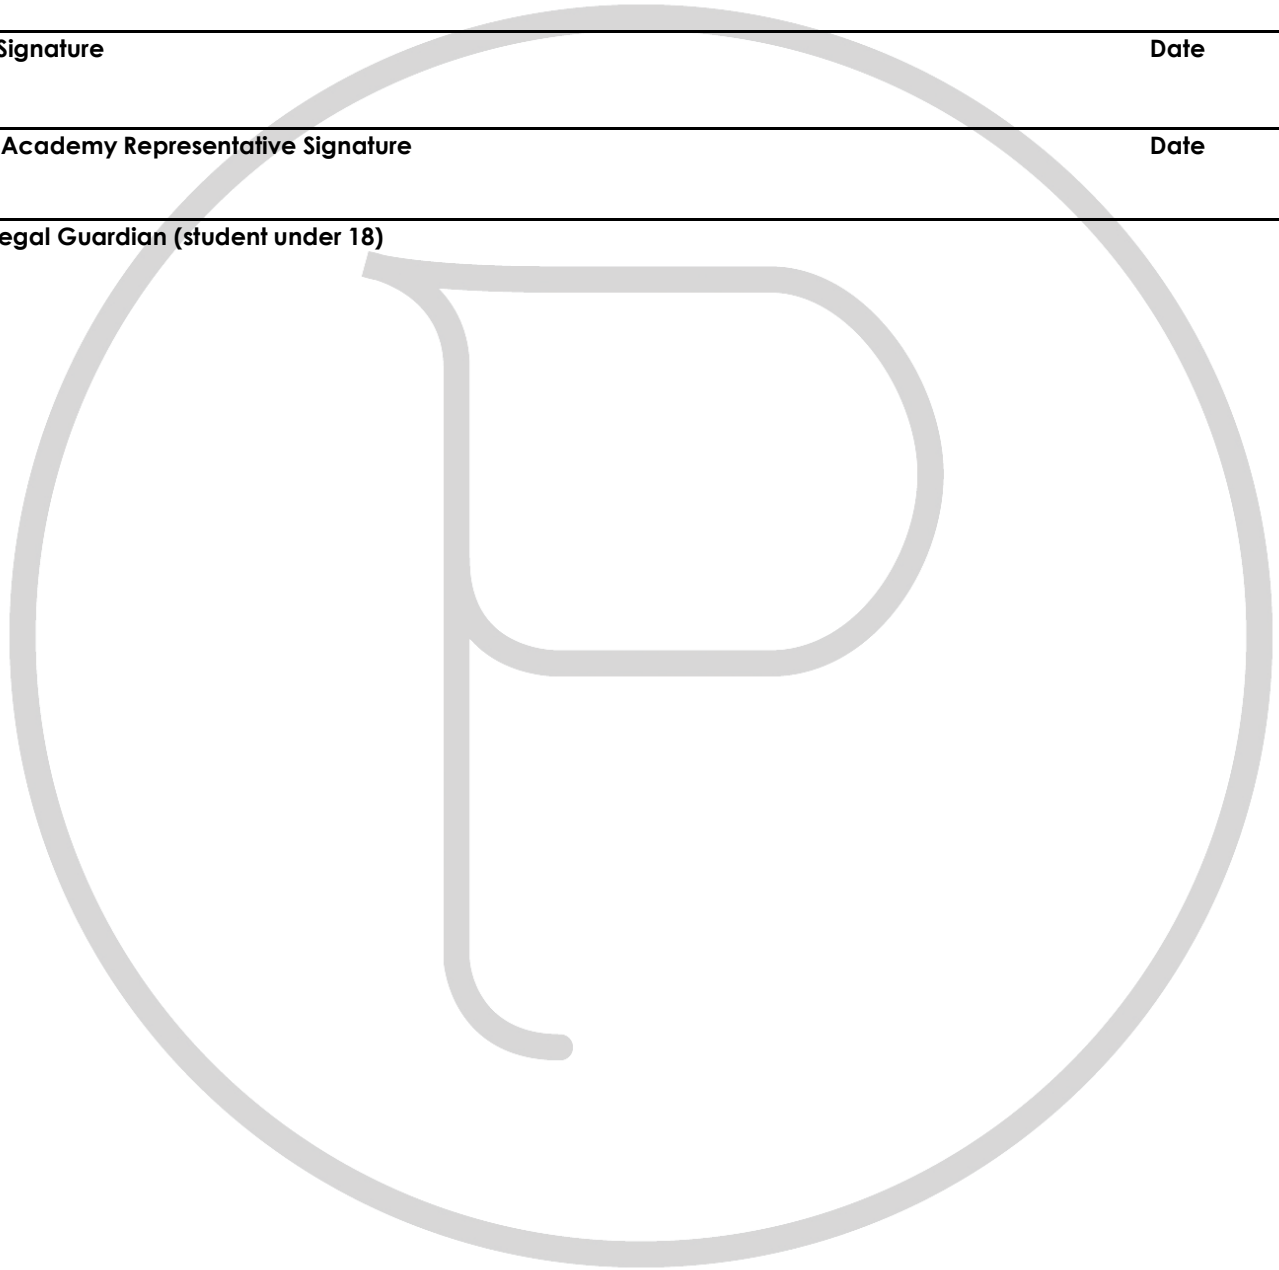 Signature Date
Academy Representative Signature Date
egal Guardian (student under 18)
P